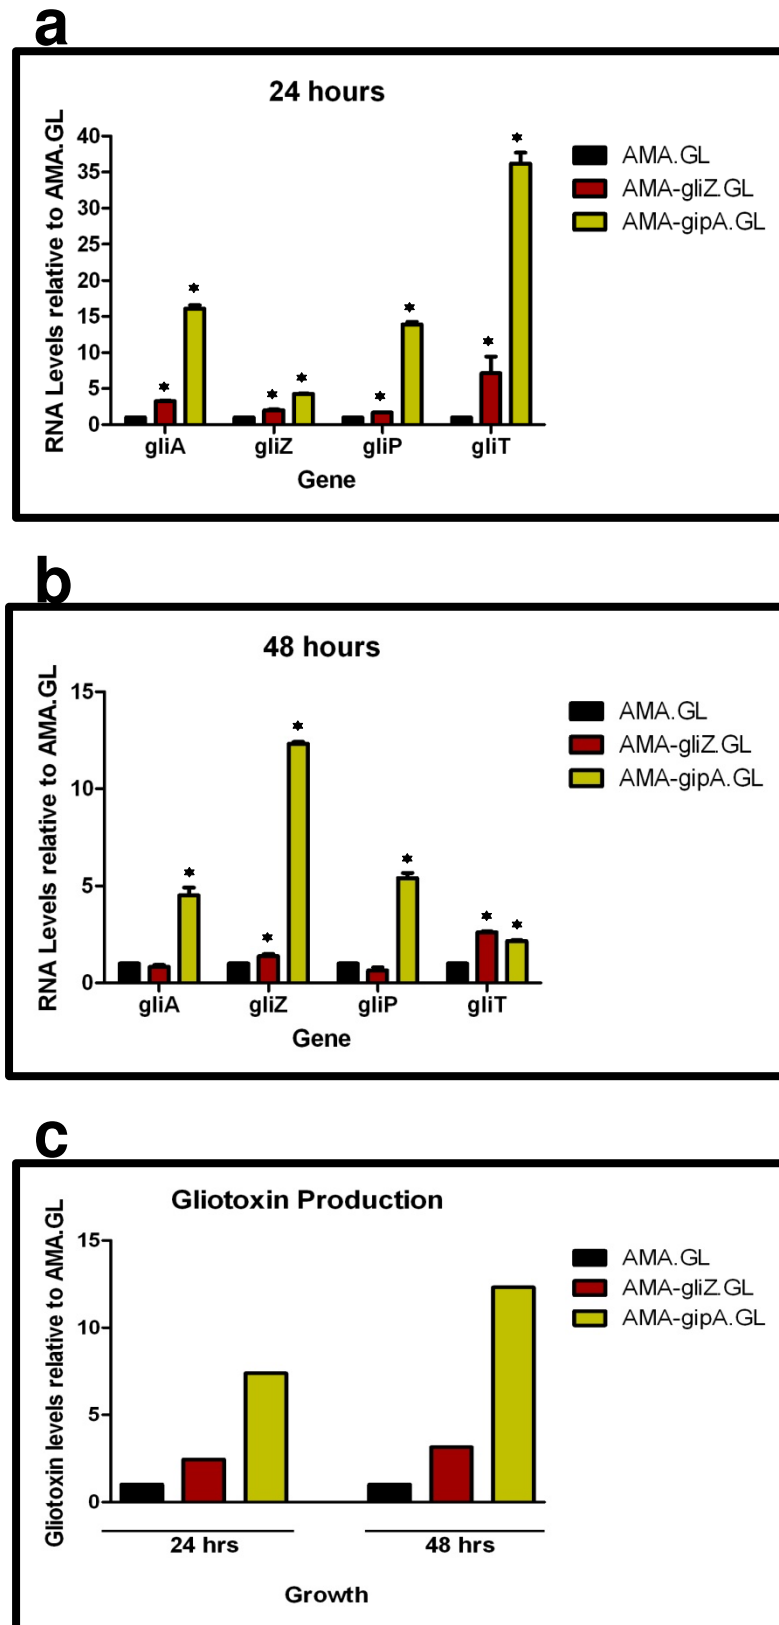 a
24 hours
RNA Levels relative to AMA.GL
40
35
30
25
20
15
10
5
0
gliA gliZ gliP gliT
Gene
AMA.GL
AMA-gliZ.GL
AMA-gipA.GL
b
48 hours
RNA Levels relative to AMA.GL
15
10
5
0
gliA gliZ gliP gliT
Gene
AMA.GL
AMA-gliZ.GL
AMA-gipA.GL
c
Gliotoxin Production
Gliotoxin levels relative to AMA.GL
15
10
5
0
24 hrs 48 hrs
Growth
AMA.GL
AMA-gliZ.GL
AMA-gipA.GL